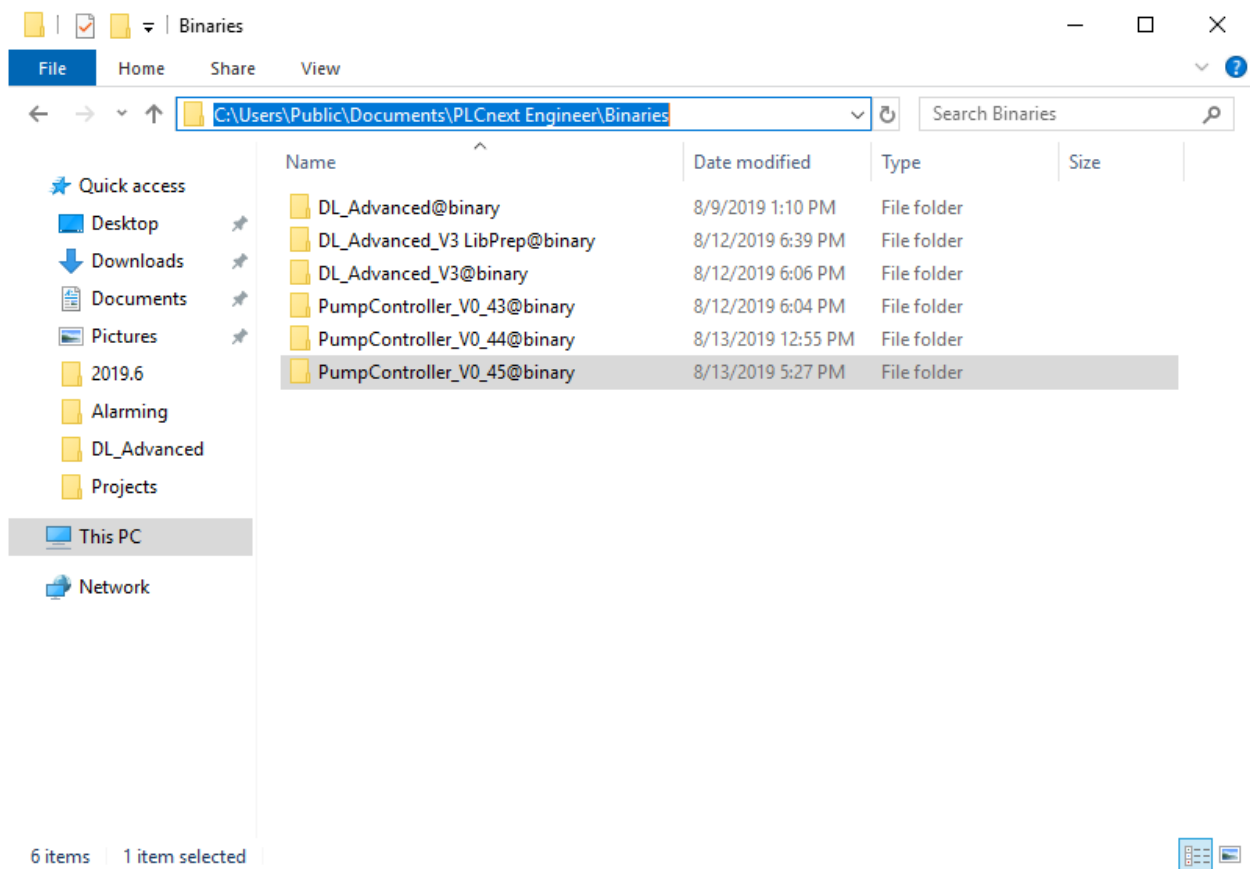 Binaries
File Home Share View
C:\Users\Public\Documents\PLCnext Engineer\Binaries Search Binaries
Quick access
Desktop
Downloads
Documents
Pictures
2019.6
Alarming
DL_Advanced
Projects
This PC
Network
Name Date modified Type Size
DL_Advanced@binary 8/9/2019 1:10 PM File folder
DL_Advanced_V3 LibPrep@binary 8/12/2019 6:39 PM File folder
DL_Advanced_V3@binary 8/12/2019 6:06 PM File folder
PumpController_V0_43@binary 8/12/2019 6:04 PM File folder
PumpController_V0_44@binary 8/13/2019 12:55 PM File folder
PumpController_V0_45@binary 8/13/2019 5:27 PM File folder
6 items 1 item selected